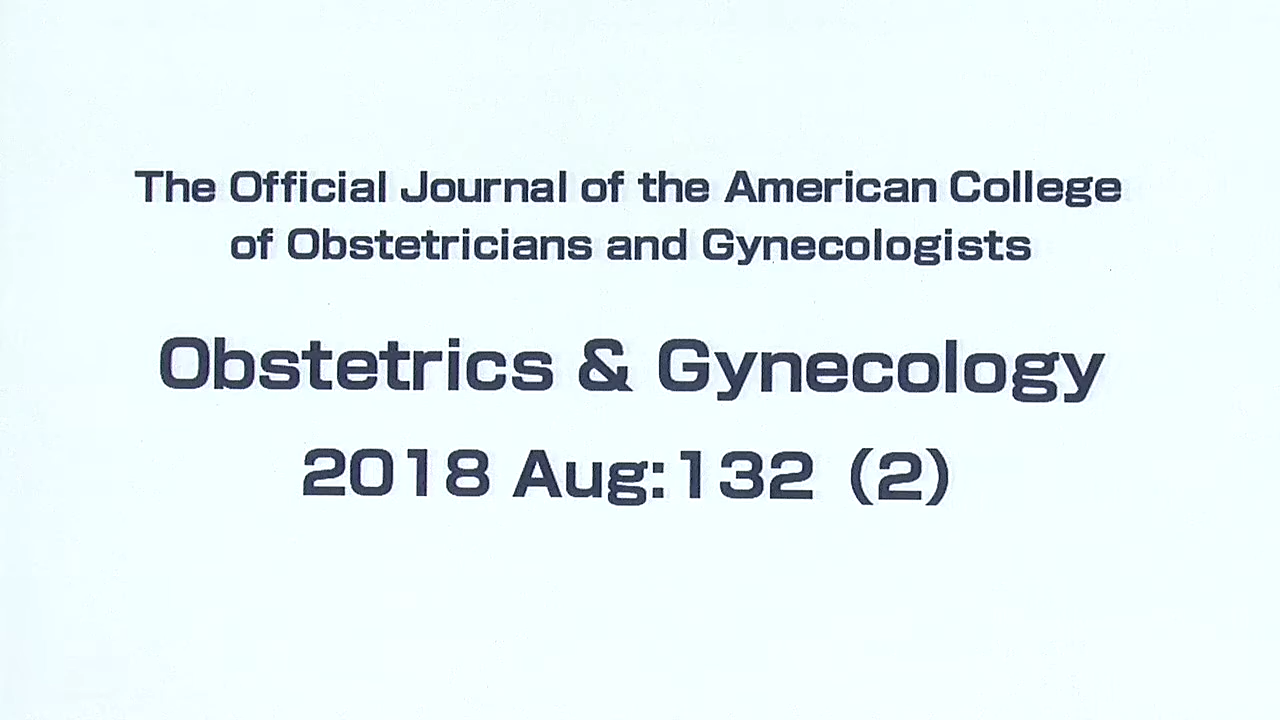 The Official Journal of the American College
of Obstetricians and Gynecologists
Obstetrics & Gynecology
2018 Aug:132 (2)